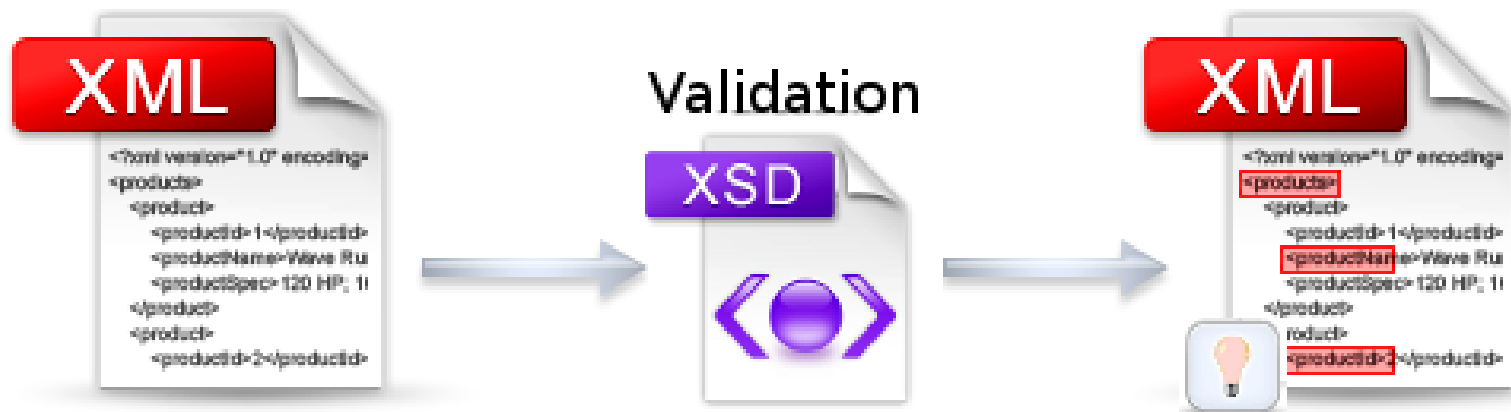 XML
<?xml version="1.0" encoding=
<products>
<product>
<productId>1</productId>
<productName>Wave Ru
<productSpec>120 HP; 1
</product>
<product>
<productId>2</productId>
Validation
XSD
XML
<?xml version="1.0" encoding=
<products>
<product>
<productId>1</productId>
<productName>Wave Ru
<productSpec>120 HP; 1
</product>
roduct>
<productId>2</productId>